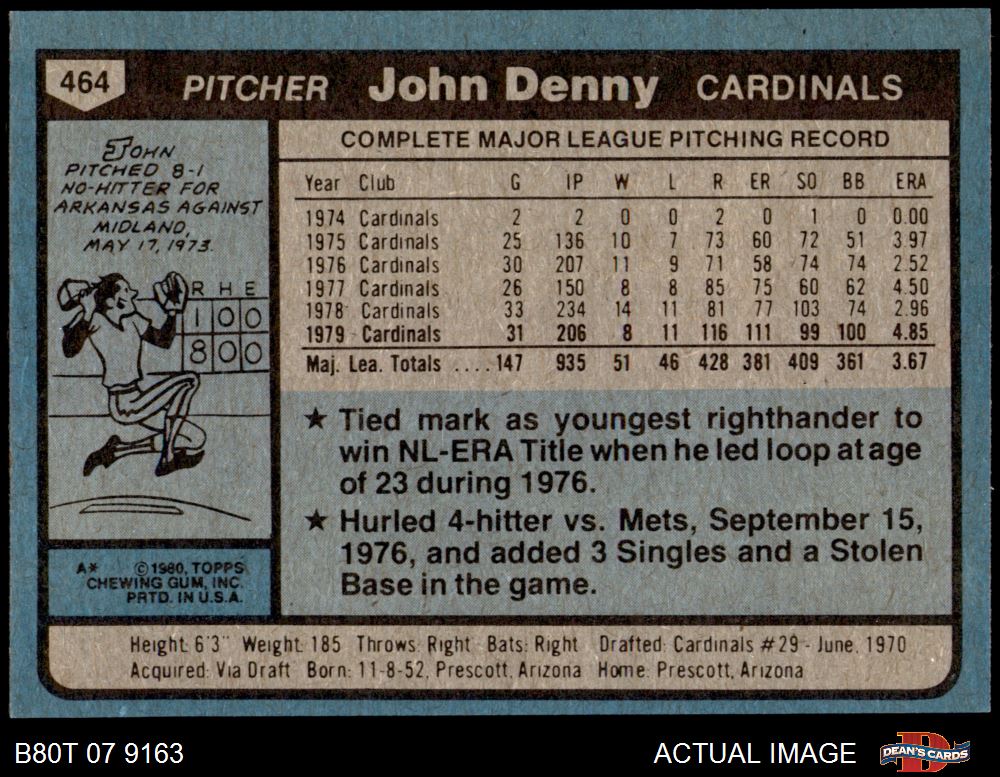 464 PITCHER John Denny CARDINALS
JOHN
PITCHED 8-1
NO-HITTER FOR
ARKANSAS AGAINST
MIDLAND,
MAY 17, 1973.
R H E
1 0 0
8 0 0
A* ©1980, TOPPS
CHEWING GUM, INC.
PRTD. IN U.S.A.
COMPLETE MAJOR LEAGUE PITCHING RECORD
Year Club G IP W L R ER SO BB ERA
1974 Cardinals 2 2 0 0 2 0 1 0 0.00
1975 Cardinals 25 136 10 7 73 60 72 51 3.97
1976 Cardinals 30 207 11 9 71 58 74 74 2.52
1977 Cardinals 26 150 8 8 85 75 60 62 4.50
1978 Cardinals 33 234 14 11 81 77 103 74 2.96
1979 Cardinals 31 206 8 11 116 111 99 100 4.85
Maj. Lea. Totals ....147 935 51 46 428 381 409 361 3.67
★ Tied mark as youngest righthander to
win NL-ERA Title when he led loop at age
of 23 during 1976.
★ Hurled 4-hitter vs. Mets, September 15,
1976, and added 3 Singles and a Stolen
Base in the game.
Height: 6'3" Weight: 185 Throws: Right Bats: Right Drafted: Cardinals #29 - June, 1970
Acquired: Via Draft Born: 11-8-52, Prescott, Arizona Home: Prescott, Arizona
B80T 07 9163 ACTUAL IMAGE D DEAN'S CARDS